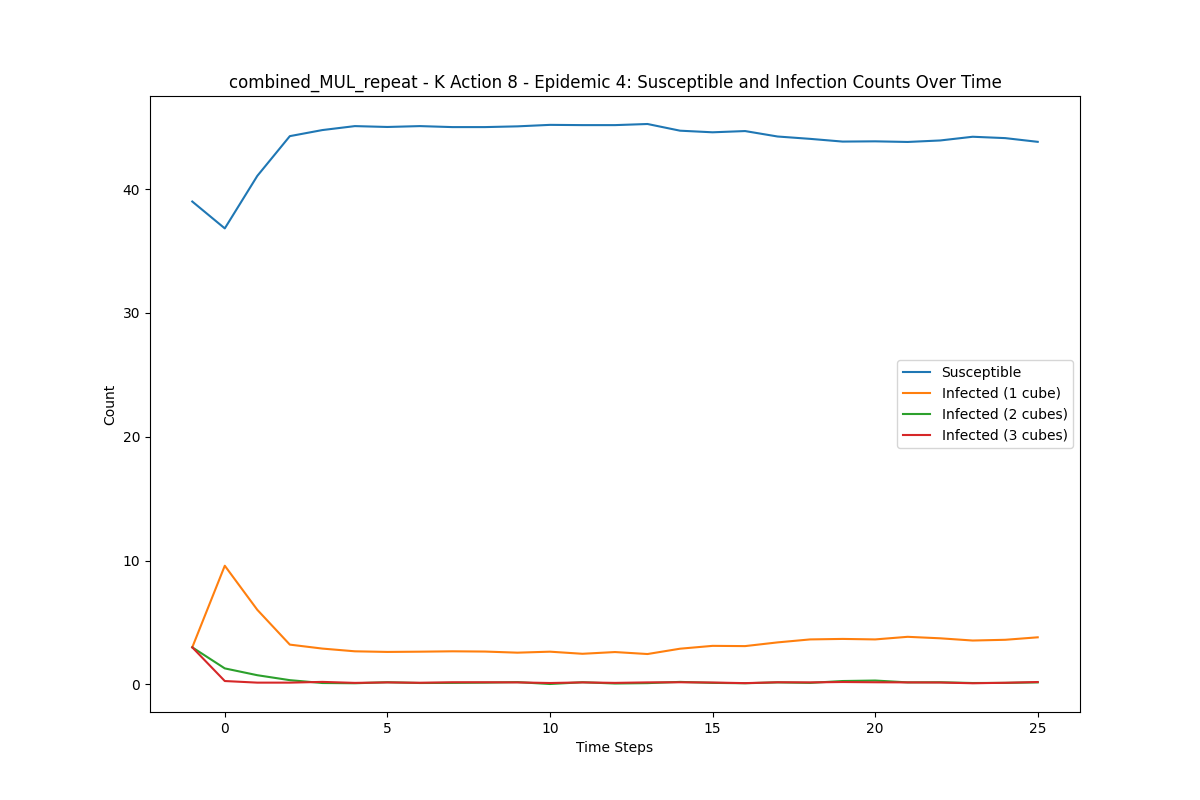 combined_MUL_repeat - K Action 8 - Epidemic 4: Susceptible and Infection Counts Over Time
Count
40
30
20
10
0
Susceptible
Infected (1 cube)
Infected (2 cubes)
Infected (3 cubes)
0 5 10 15 20 25
Time Steps